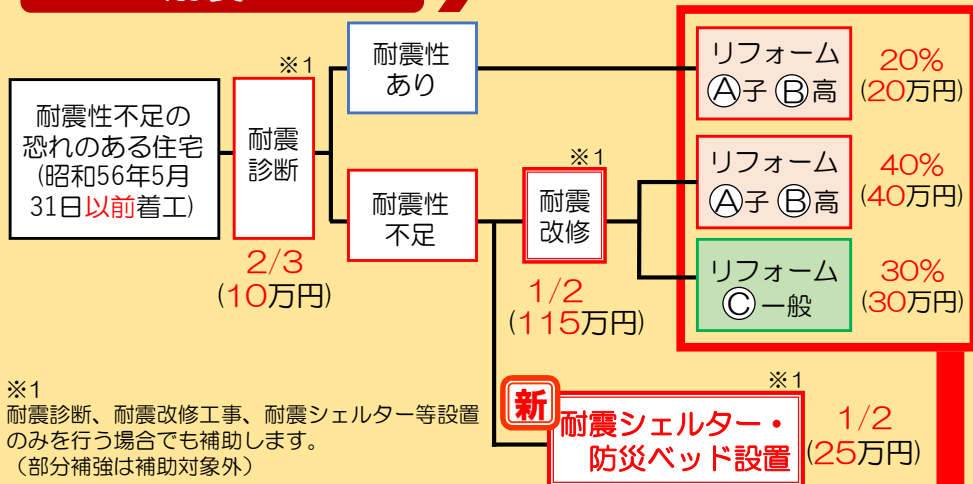 ※1
耐震性
あり
リフォーム
Ⓐ子 Ⓑ高
20%
(20万円)
耐震性不足の
恐れのある住宅
(昭和56年5月
31日以前着工)
耐震
診断
2/3
(10万円)
耐震性
不足
※1
耐震
改修
1/2
(115万円)
リフォーム
Ⓐ子 Ⓑ高
40%
(40万円)
リフォーム
Ⓒ一般
30%
(30万円)
※1
耐震診断、耐震改修工事、耐震シェルター等設置
のみを行う場合でも補助します。
（部分補強は補助対象外）
※1
新
耐震シェルター・
防災ベッド設置
1/2
(25万円)